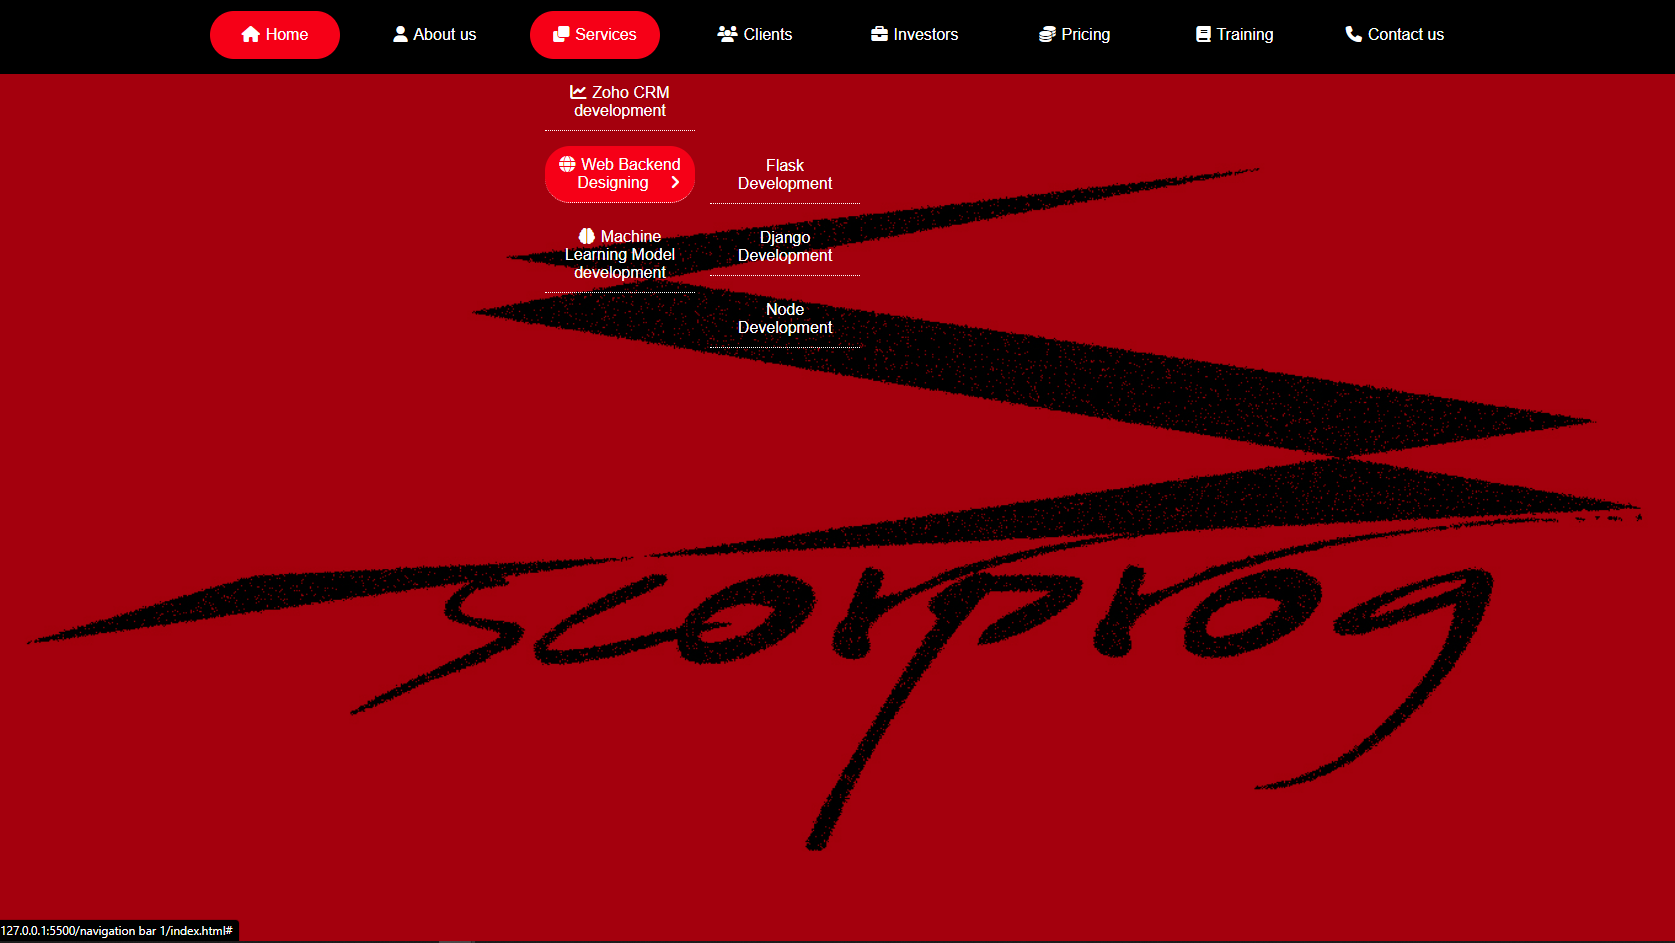 Home About us Services Clients Investors Pricing Training Contact us
Zoho CRM
development
Web Backend
Designing
Machine
Learning Model
development
Flask
Development
Django
Development
Node
Development
scorprog
127.0.0.1:5500/navigation bar 1/index.html#